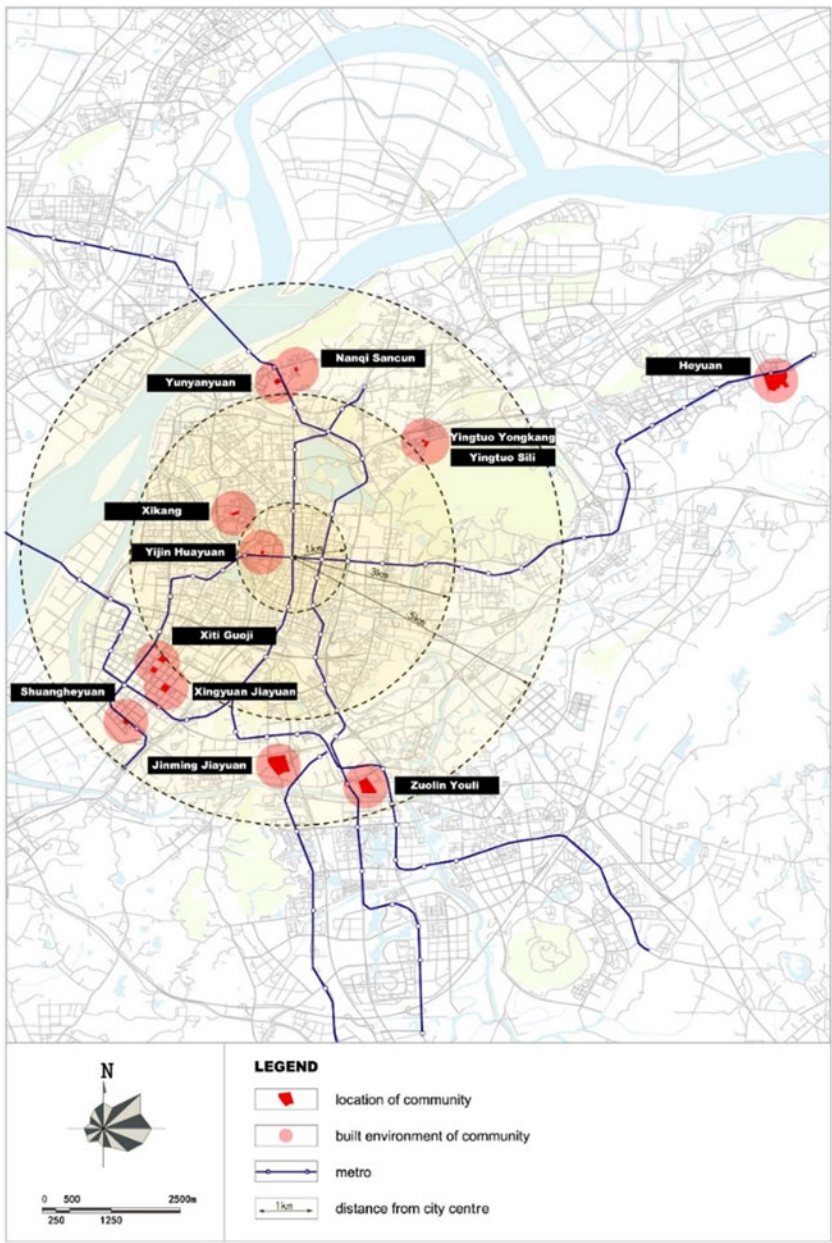 Nanqi Sancun
Yunyanyuan
Heyuan
Yingtuo Yongkang
Yingtuo Sili
Xikang
Yijin Huayuan
1km
3km
5km
Xiti Guoji
Shuangheyuan
Xingyuan Jiayuan
Jinming Jiayuan
Zuolin Youli
N
LEGEND
location of community
built environment of community
metro
1km
distance from city centre
0 500 2500m
250 1250